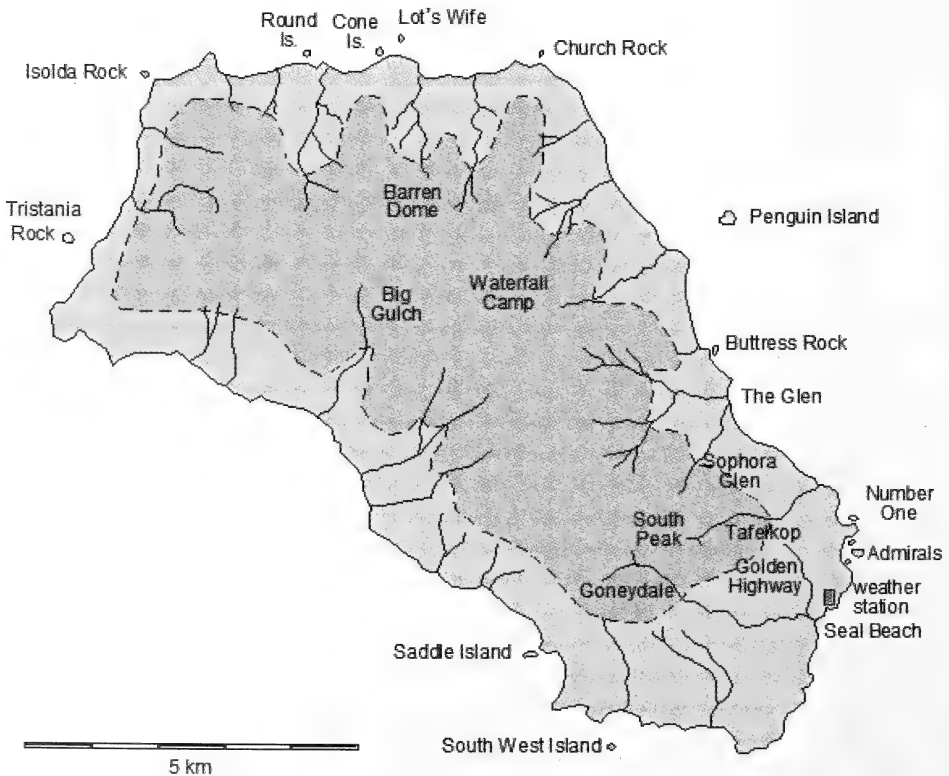 Round
Is.
Cone
Is.
Lot's Wife
Church Rock
Isolda Rock
Barren
Dome
Tristania
Rock
Penguin Island
Waterfall
Camp
Big
Gulch
Buttress Rock
The Glen
Sophora
Glen
Number
One
South
Peak
Tafelkop
Admirals
Golden
Highway
Goneydale
weather
station
Seal Beach
Saddle Island
South West Island
5 km